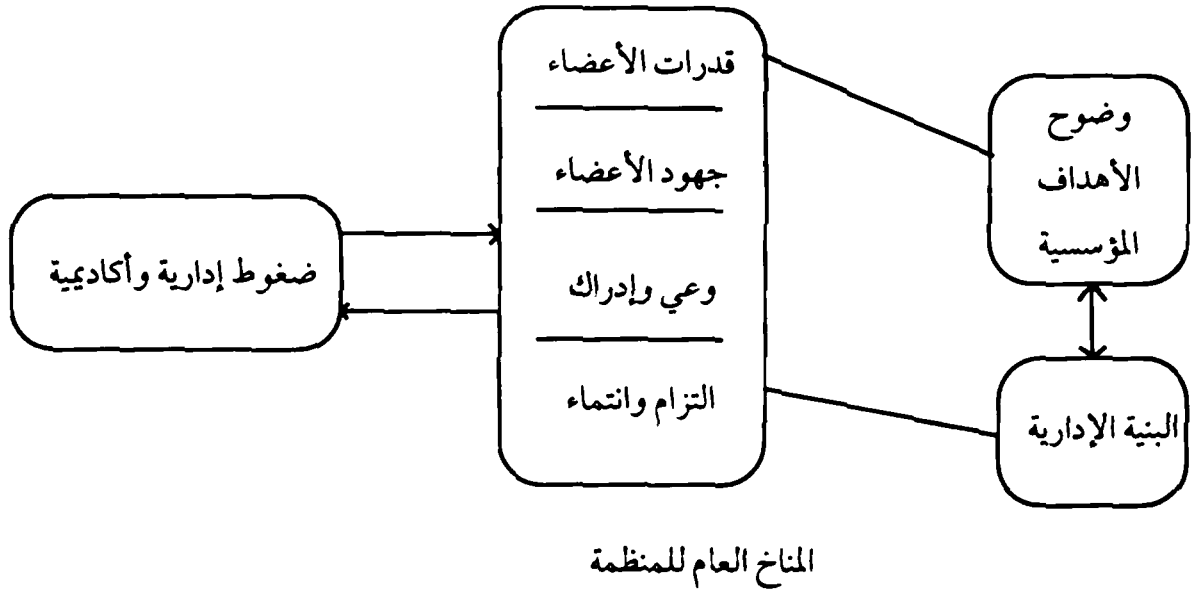 وضوح
الأهداف
المؤسسية
البنية الإدارية
قدرات الأعضاء
جهود الأعضاء
وعي وإدراك
التزام وانتماء
ضغوط إدارية وأكاديمية
المناخ العام للمنظمة